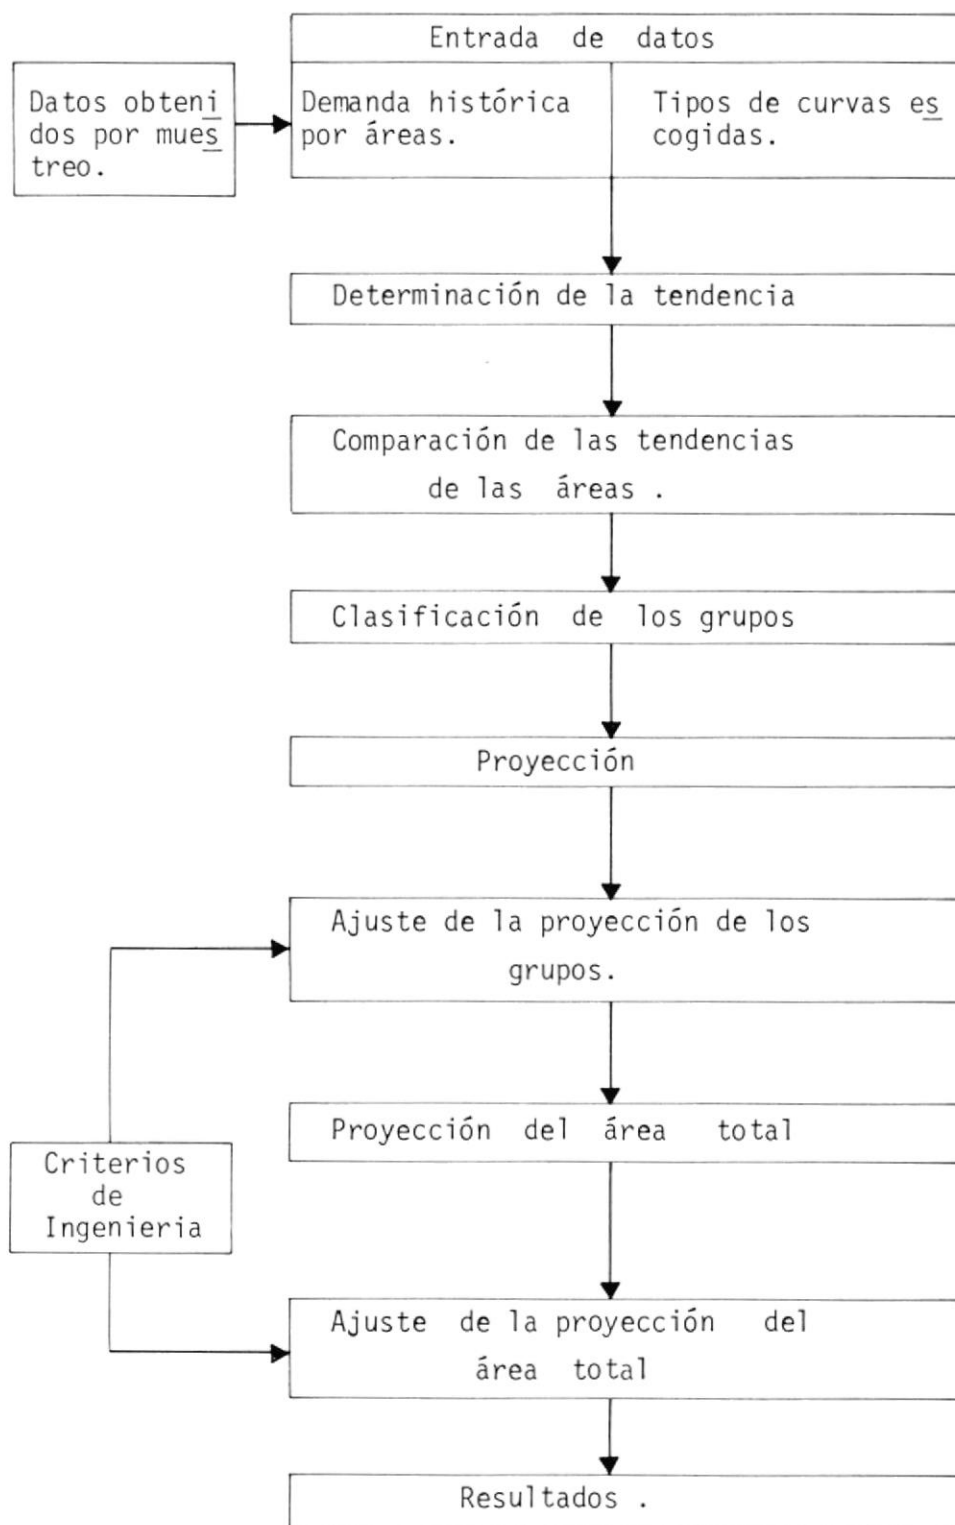 Entrada de datos
Datos obteni
dos por mues
treo.
Demanda histórica
por áreas.
Tipos de curvas es
cogidas.
Determinación de la tendencia
Comparación de las tendencias
de las áreas .
Clasificación de los grupos
Proyección
Ajuste de la proyección de los
grupos.
Proyección del área total
Criterios
de
Ingenieria
Ajuste de la proyección del
área total
Resultados .